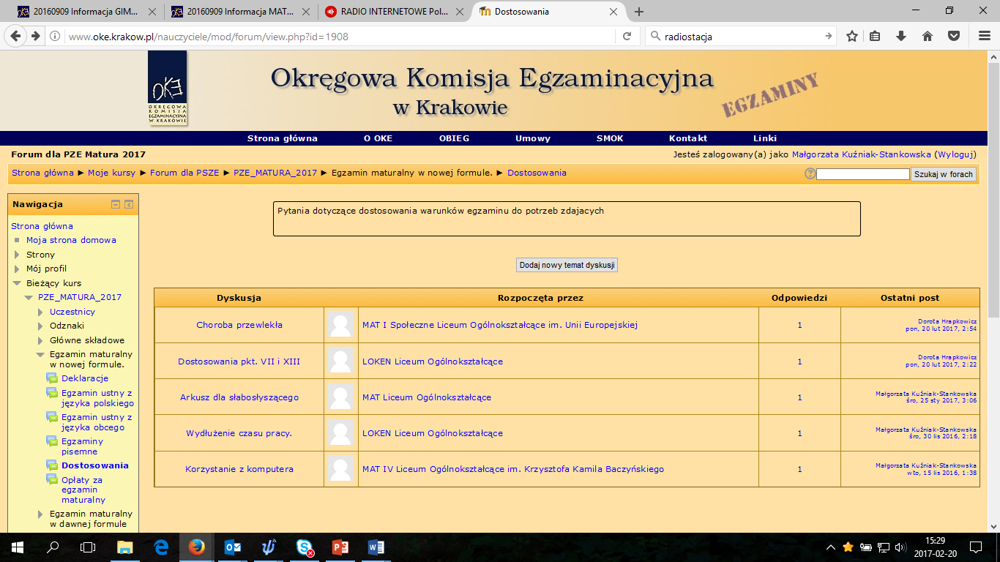 20160909 Informacja GIM...
20160909 Informacja MAT...
RADIO INTERNETOWE Pol...
Dostosowania
www.oke.krakow.pl/nauczyciele/mod/forum/view.php?id=1908
radiostacja
OKE
OKRĘGOWA
KOMISJA
EGZAMINACYJNA
W KRAKOWIE
Okręgowa Komisja Egzaminacyjna
w Krakowie
EGZAMINY
Strona główna O OKE OBIEG Umowy SMOK Kontakt Linki
Forum dla PZE Matura 2017
Jesteś zalogowany(a) jako Małgorzata Kuźniak-Stankowska (Wyloguj)
Strona główna ► Moje kursy ► Forum dla PSZE ► PZE_MATURA_2017 ► Egzamin maturalny w nowej formule. ► Dostosowania
Szukaj w forach
Nawigacja
Strona główna
Moja strona domowa
Strony
Mój profil
Bieżący kurs
PZE_MATURA_2017
Uczestnicy
Odznaki
Główne składowe
Egzamin maturalny
w nowej formule.
Deklaracje
Egzamin ustny z
języka polskiego
Egzamin ustny z
języka obcego
Egzaminy
pisemne
Dostosowania
Opłaty za
egzamin
maturalny
Egzamin maturalny
w dawnej formule
Pytania dotyczące dostosowania warunków egzaminu do potrzeb zdajacych
Dodaj nowy temat dyskusji
Dyskusja Rozpoczęta przez Odpowiedzi Ostatni post
Choroba przewlekła MAT I Społeczne Liceum Ogólnokształcące im. Unii Europejskiej 1 Dorota Hrapkowicz
pon, 20 lut 2017, 2:54
Dostosowania pkt. VII i XIII LOKEN Liceum Ogólnokształcące 1 Dorota Hrapkowicz
pon, 20 lut 2017, 2:22
Arkusz dla słabosłyszącego MAT Liceum Ogólnokształcące 1 Małgorzata Kuźniak-Stankowska
śro, 25 sty 2017, 3:06
Wydłużenie czasu pracy. LOKEN Liceum Ogólnokształcące 1 Małgorzata Kuźniak-Stankowska
śro, 30 lis 2016, 2:18
Korzystanie z komputera MAT IV Liceum Ogólnokształcące im. Krzysztofa Kamila Baczyńskiego 1 Małgorzata Kuźniak-Stankowska
wto, 15 lis 2016, 1:38
15:29
2017-02-20